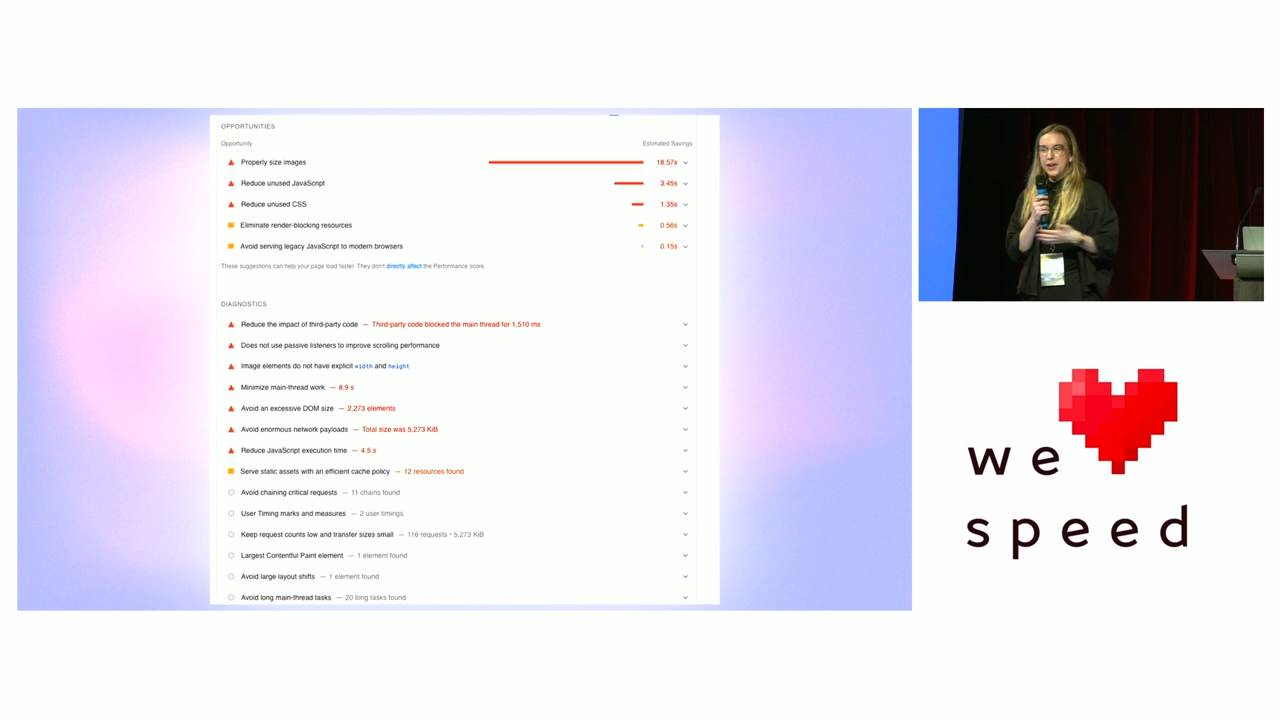 OPPORTUNITIES
Opportunity Estimated Savings
Properly size images 18.57s
Reduce unused JavaScript 3.45s
Reduce unused CSS 1.35s
Eliminate render-blocking resources 0.56s
Avoid serving legacy JavaScript to modern browsers 0.15s
These suggestions can help your page load faster. They don't directly affect the Performance score.
DIAGNOSTICS
Reduce the impact of third-party code — Third-party code blocked the main thread for 1,510 ms
Does not use passive listeners to improve scrolling performance
Image elements do not have explicit width and height
Minimize main-thread work — 8.9 s
Avoid an excessive DOM size — 2,273 elements
Avoid enormous network payloads — Total size was 5,273 KiB
Reduce JavaScript execution time — 4.5 s
Serve static assets with an efficient cache policy — 12 resources found
Avoid chaining critical requests — 11 chains found
User Timing marks and measures — 2 user timings
Keep request counts low and transfer sizes small — 116 requests • 5,273 KiB
Largest Contentful Paint element — 1 element found
Avoid large layout shifts — 1 element found
Avoid long main-thread tasks — 20 long tasks found
we
speed